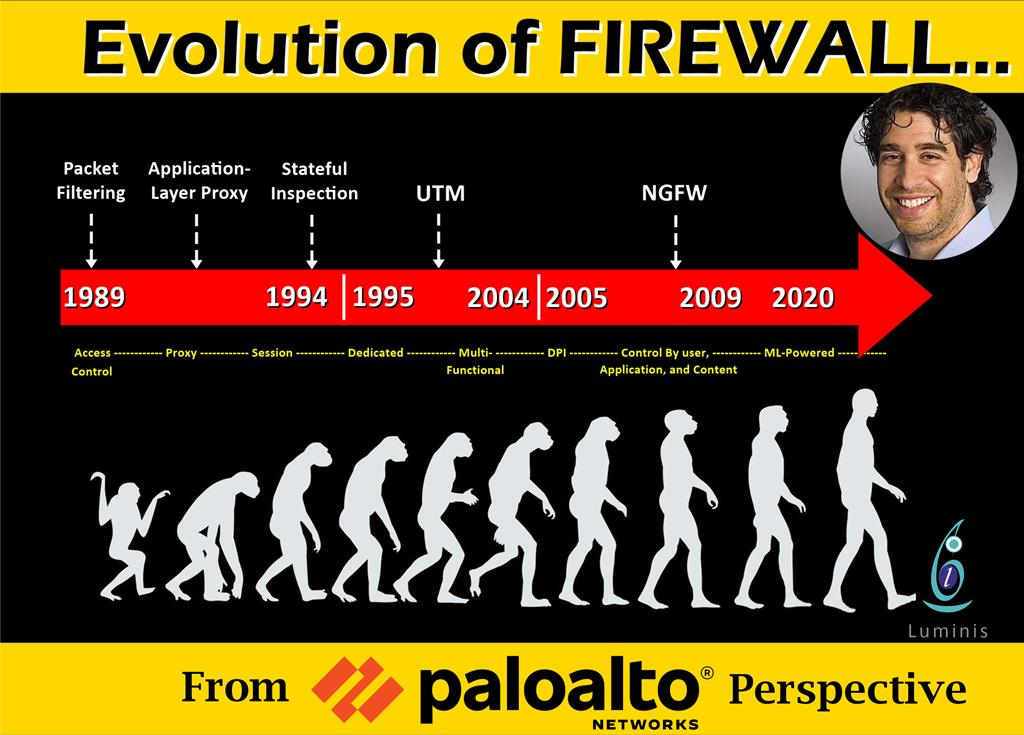 Evolution of FIREWALL...
Packet Filtering
Application-Layer Proxy
Stateful Inspection
UTM
NGFW
1989 1994 | 1995 2004 | 2005 2009 2020
Access ------------ Proxy ------------ Session ------------ Dedicated ------------ Multi- ------------ DPI ------------ Control By user, ------------ ML-Powered ------------
Control Functional Application, and Content
l
Luminis
From paloalto® Perspective
NETWORKS